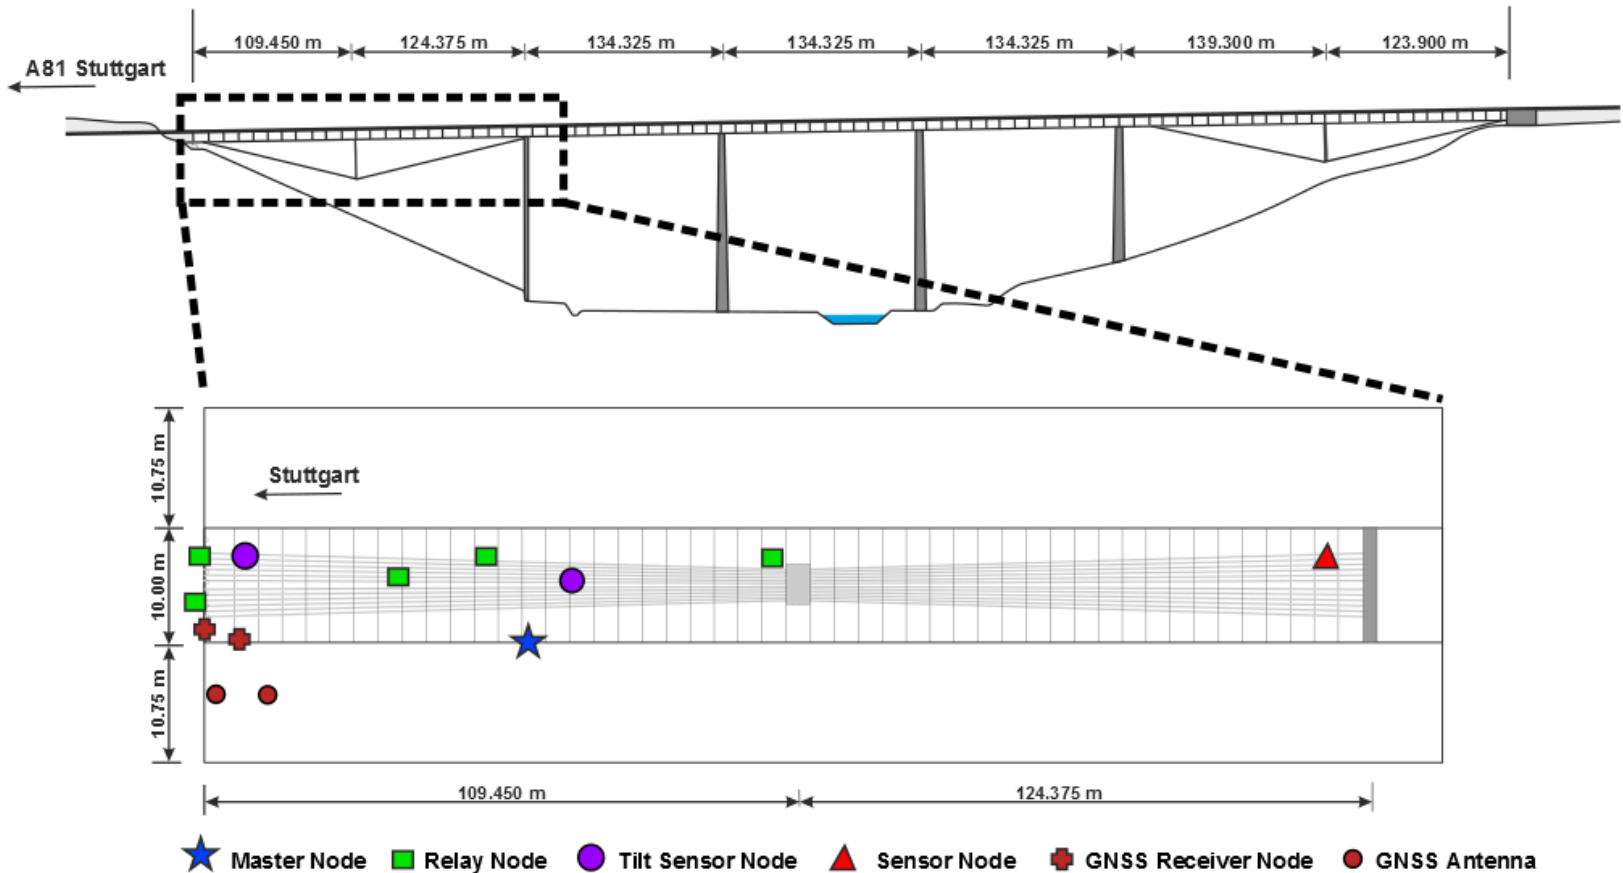 109.450 m 124.375 m 134.325 m 134.325 m 134.325 m 139.300 m 123.900 m
A81 Stuttgart
10.75 m
Stuttgart
10.00 m
10.75 m
109.450 m 124.375 m
Master Node Relay Node Tilt Sensor Node Sensor Node GNSS Receiver Node GNSS Antenna